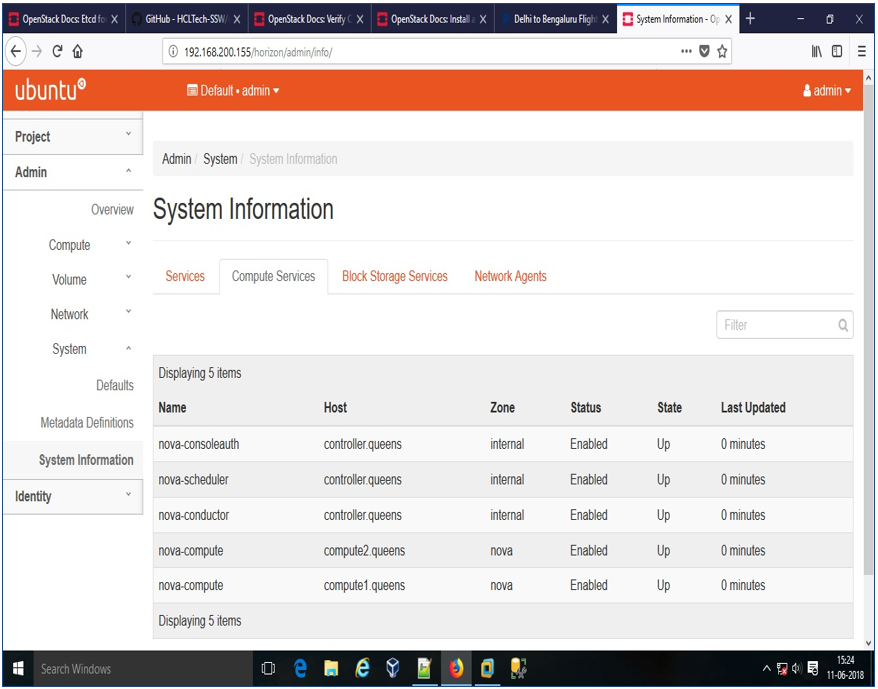 OpenStack Docs: Etcd fo
GitHub - HCLTech-SSW/
OpenStack Docs: Verify C
OpenStack Docs: Install a
Delhi to Bengaluru Flight
System Information - Op
192.168.200.155/horizon/admin/info/
ubuntu
Default • admin
admin
Project
Admin
Overview
Compute
Volume
Network
System
Defaults
Metadata Definitions
System Information
Identity
Admin / System / System Information
System Information
Services Compute Services Block Storage Services Network Agents
Filter
Displaying 5 items
Name Host Zone Status State Last Updated
nova-consoleauth controller.queens internal Enabled Up 0 minutes
nova-scheduler controller.queens internal Enabled Up 0 minutes
nova-conductor controller.queens internal Enabled Up 0 minutes
nova-compute compute2.queens nova Enabled Up 0 minutes
nova-compute compute1.queens nova Enabled Up 0 minutes
Displaying 5 items
Search Windows
15:24
11-06-2018